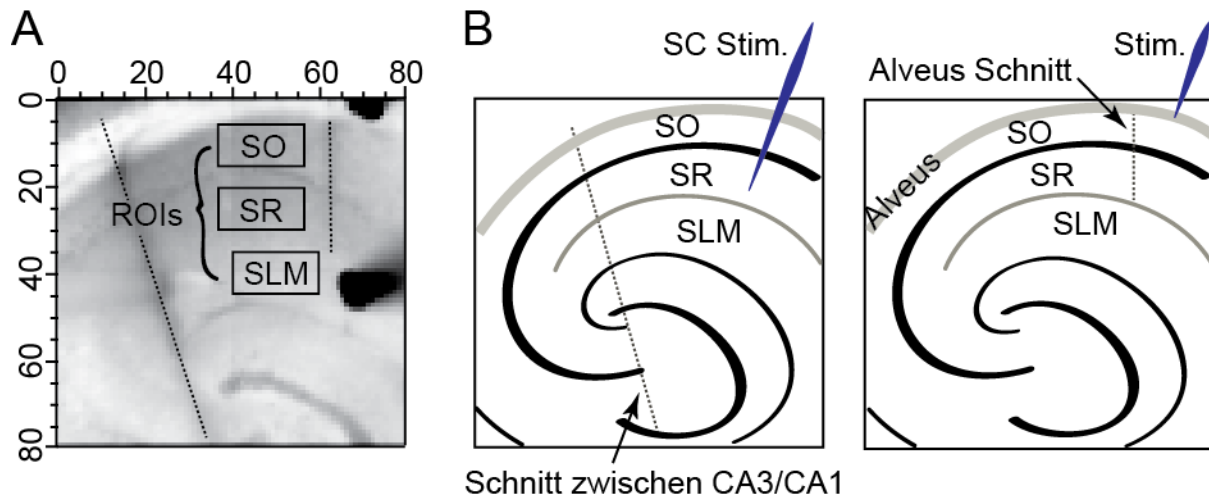 A
0 20 40 60 80
0
20
40
60
80
SO
ROIs
SR
SLM
B
SC Stim.
SO
SR
SLM
Schnitt zwischen CA3/CA1
Stim.
Alveus Schnitt
SO
Alveus
SR
SLM